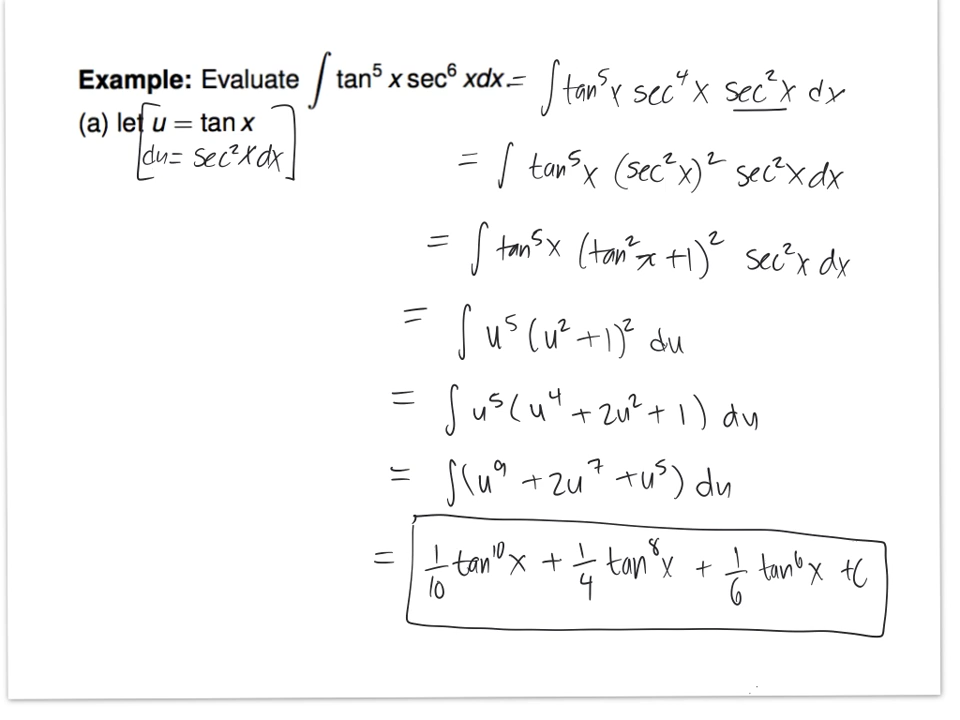 Example: Evaluate ∫ tan⁵ x sec⁶ xdx. = ∫ tan⁵x sec⁴x sec²x dx
(a) let u = tan x
du = sec²x dx
= ∫ tan⁵x (sec²x)² sec²x dx
= ∫ tan⁵x (tan²x +1)² sec²x dx
= ∫ u⁵ (u² +1)² du
= ∫ u⁵ (u⁴ + 2u² + 1) du
= ∫ (u⁹ + 2u⁷ + u⁵) du
= 1/10 tan¹⁰x + 1/4 tan⁸x + 1/6 tan⁶x + C